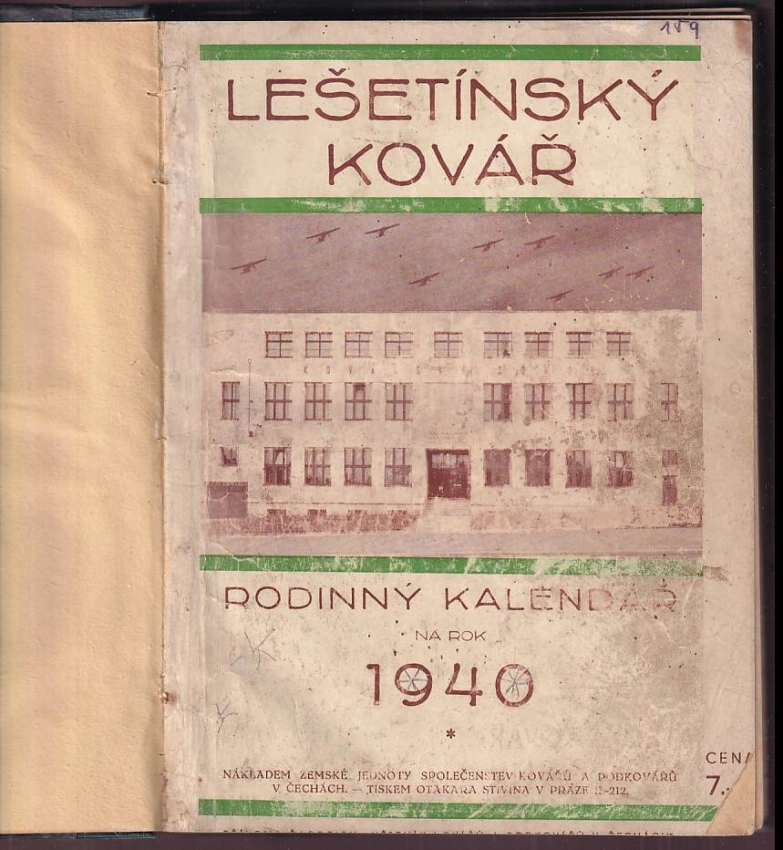 159
LEŠETÍNSKÝ
KOVÁŘ
RODINNÝ KALENDÁŘ
NA ROK
1940
*
NÁKLADEM ZEMSKÉ JEDNOTY SPOLEČENSTEV KOVÁŘŮ A PODKOVÁŘŮ
V ČECHÁCH. — TISKEM OTAKARA STIVÍNA V PRÁZE II-212.
CENA
7.-